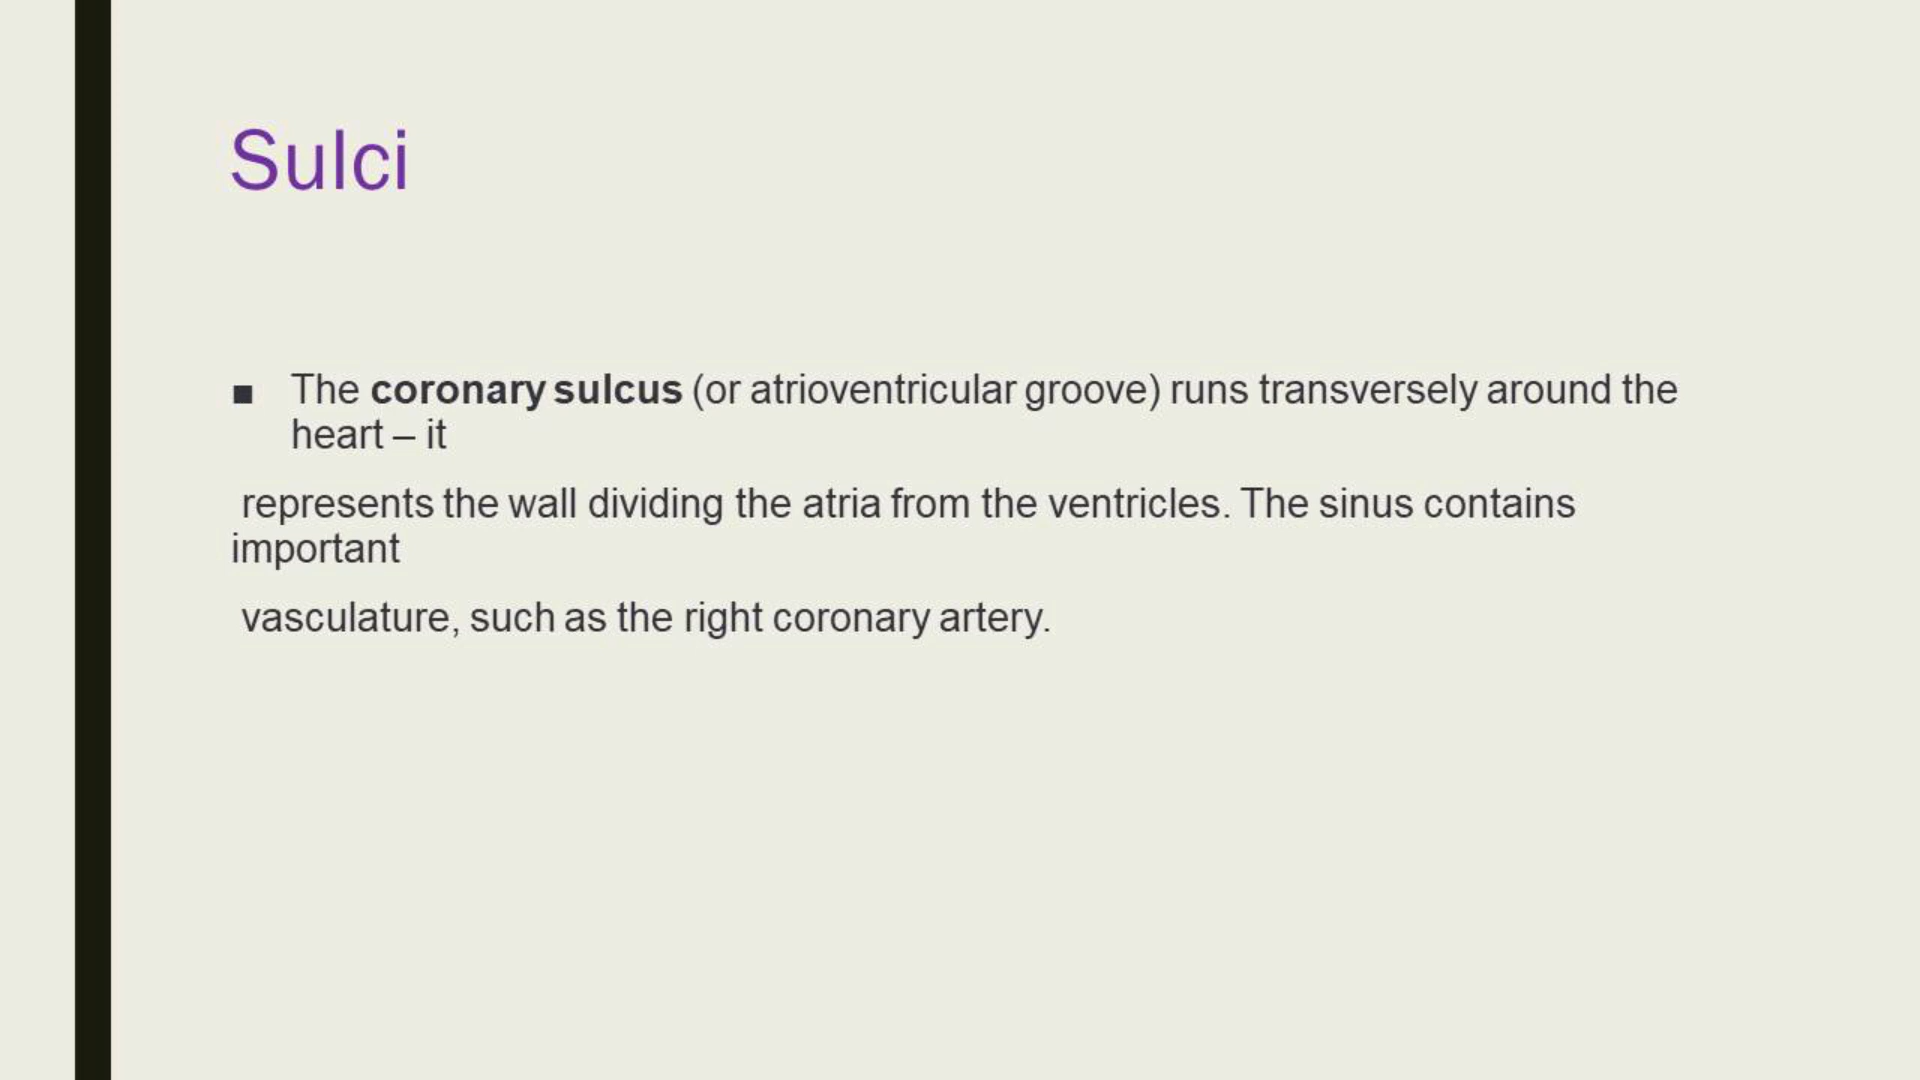 Sulci
■ The coronary sulcus (or atrioventricular groove) runs transversely around the
heart – it
represents the wall dividing the atria from the ventricles. The sinus contains
important
vasculature, such as the right coronary artery.